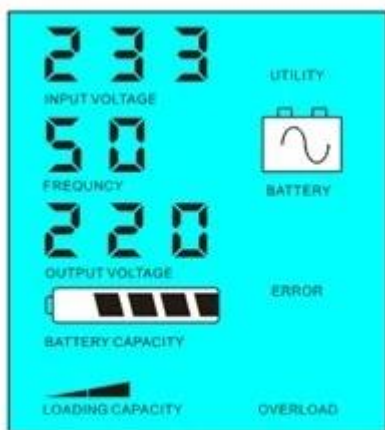 233
UTILITY
INPUT VOLTAGE
50
FREQUNCY
BATTERY
220
OUTPUT VOLTAGE
ERROR
BATTERY CAPACITY
LOADING CAPACITY
OVERLOAD